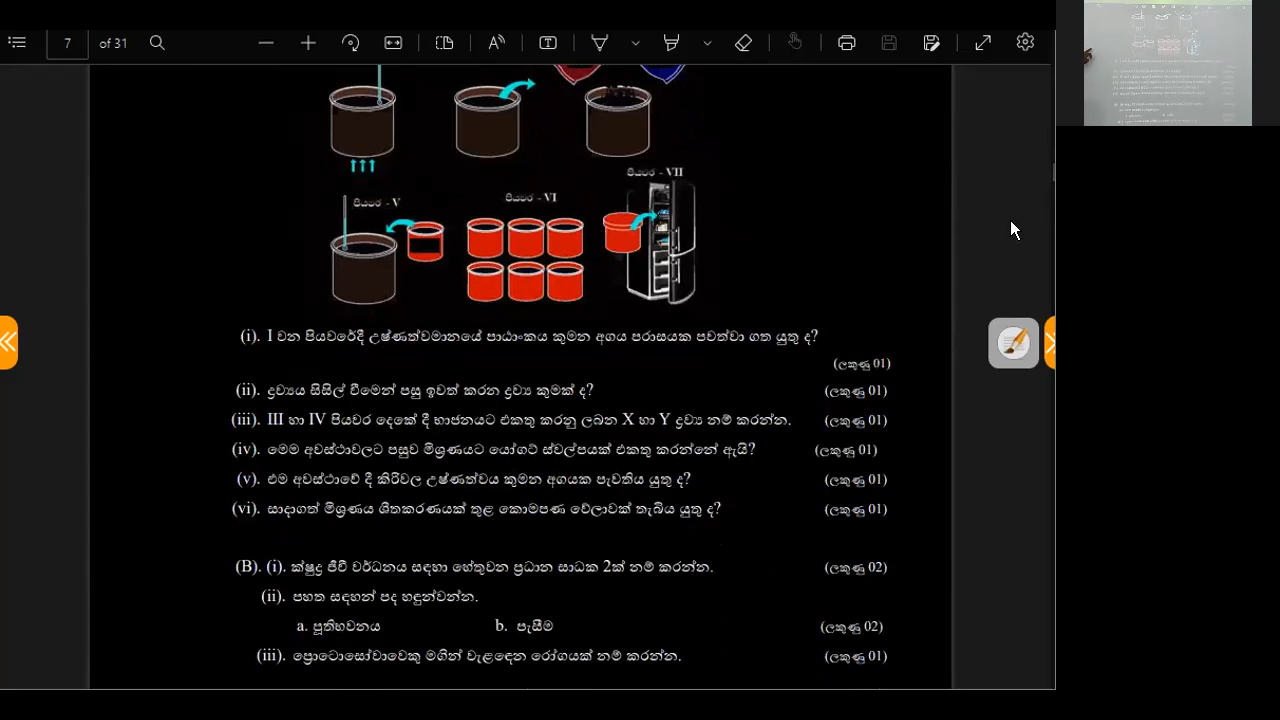 7 of 31
පියවර - V
පියවර - VI
පියවර - VII
(i). I වන පියවරේදී උෂ්ණත්වමානයේ පාඨාංකය කුමන අගය පරාසයක පවත්වා ගත යුතු ද?
(ලකුණු 01)
(ii). ද්‍රව්‍යය සිසිල් වීමෙන් පසු ඉවත් කරන ද්‍රව්‍ය කුමක් ද? (ලකුණු 01)
(iii). III හා IV පියවර දෙකේ දී භාජනයට එකතු කරනු ලබන X හා Y ද්‍රව්‍ය නම් කරන්න. (ලකුණු 01)
(iv). මෙම අවස්ථාවලට පසුව මිශ්‍රණයට යෝගට් ස්වල්පයක් එකතු කරන්නේ ඇයි? (ලකුණු 01)
(v). එම අවස්ථාවේ දී කිරිවල උෂ්ණත්වය කුමන අගයක පැවතිය යුතු ද? (ලකුණු 01)
(vi). සාදාගත් මිශ්‍රණය ශීතකරණයක් තුළ කොමපණ වේලාවක් තැබිය යුතු ද? (ලකුණු 01)
(B). (i). ක්ෂුද්‍ර ජීවී වර්ධනය සඳහා හේතුවන ප්‍රධාන සාධක 2ක් නම් කරන්න. (ලකුණු 02)
(ii). පහත සඳහන් පද හඳුන්වන්න.
a. පූතිභවනය b. පැසීම (ලකුණු 02)
(iii). ප්‍රොටොසෝවාවෙකු මගින් වැළඳෙන රෝගයක් නම් කරන්න. (ලකුණු 01)